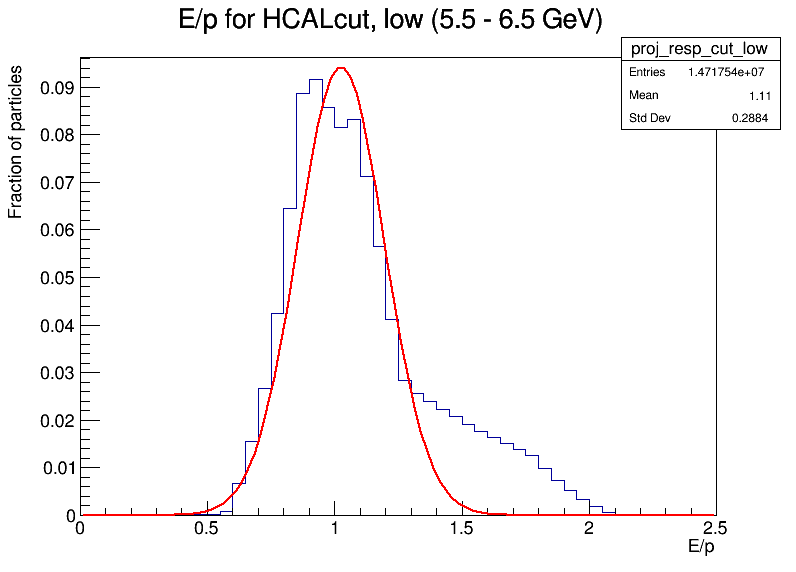 E/p for HCALcut, low (5.5 - 6.5 GeV)
proj_resp_cut_low
Entries 1.471754e+07
Mean 1.11
Std Dev 0.2884
Fraction of particles
0.09
0.08
0.07
0.06
0.05
0.04
0.03
0.02
0.01
0
0 0.5 1 1.5 2 2.5
E/p